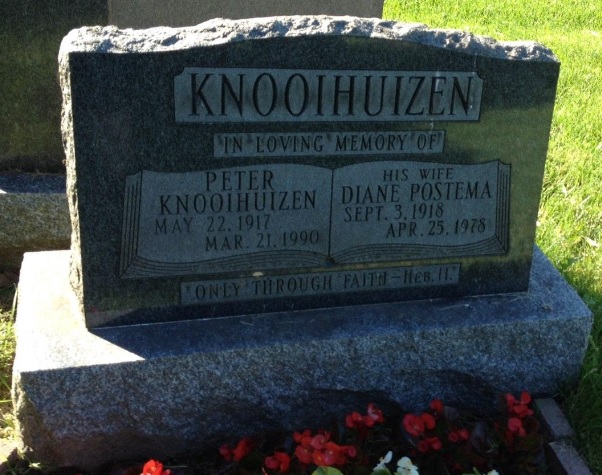 KNOOIHUIZEN
IN LOVING MEMORY OF
PETER
KNOOIHUIZEN
MAY 22, 1917
MAR. 21, 1990
HIS WIFE
DIANE POSTEMA
SEPT. 3, 1918
APR. 25, 1978
"ONLY THROUGH FAITH - HEB. 11."